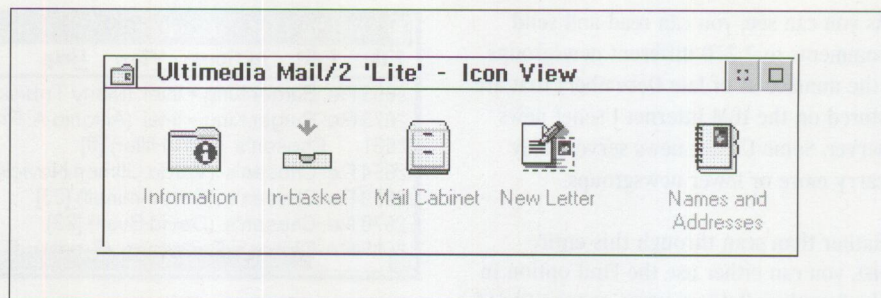 Ultimedia Mail/2 'Lite' - Icon View
Information In-basket Mail Cabinet New Letter Names and
Addresses